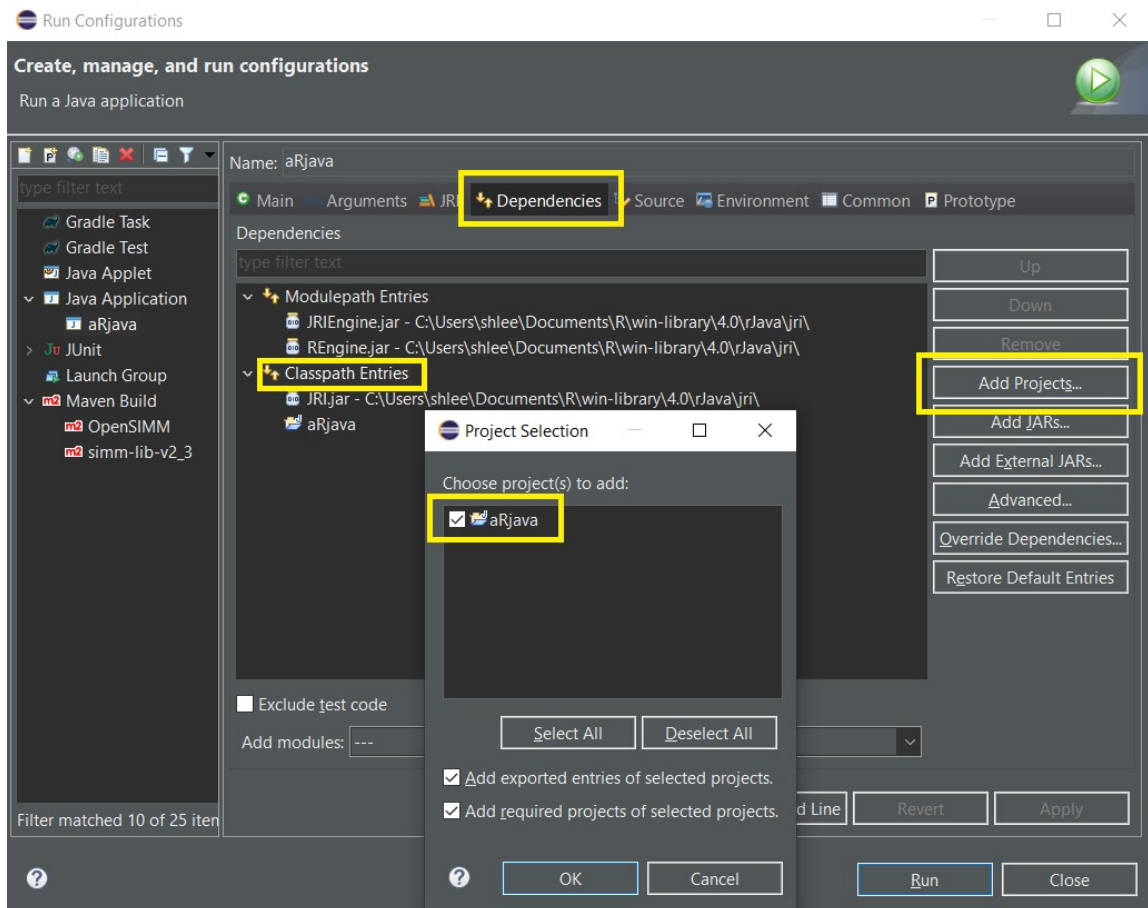 Run Configurations
Create, manage, and run configurations
Run a Java application
type filter text
Gradle Task
Gradle Test
Java Applet
Java Application
aRjava
JUnit
Launch Group
Maven Build
OpenSIMM
simm-lib-v2_3
Filter matched 10 of 25 iten
Name: aRjava
Main Arguments JRE Dependencies Source Environment Common Prototype
Dependencies
type filter text
Modulepath Entries
JRIEngine.jar - C:\Users\shlee\Documents\R\win-library\4.0\rJava\jri\
REngine.jar - C:\Users\shlee\Documents\R\win-library\4.0\rJava\jri\
Classpath Entries
JRI.jar - C:\Users\shlee\Documents\R\win-library\4.0\rJava\jri\
aRjava
Up
Down
Remove
Add Projects...
Add JARs...
Add External JARs...
Advanced...
Override Dependencies...
Restore Default Entries
Exclude test code
Add modules: ---
Project Selection
Choose project(s) to add:
aRjava
Select All
Deselect All
Add exported entries of selected projects.
Add required projects of selected projects.
OK
Cancel
d Line
Revert
Apply
Run
Close